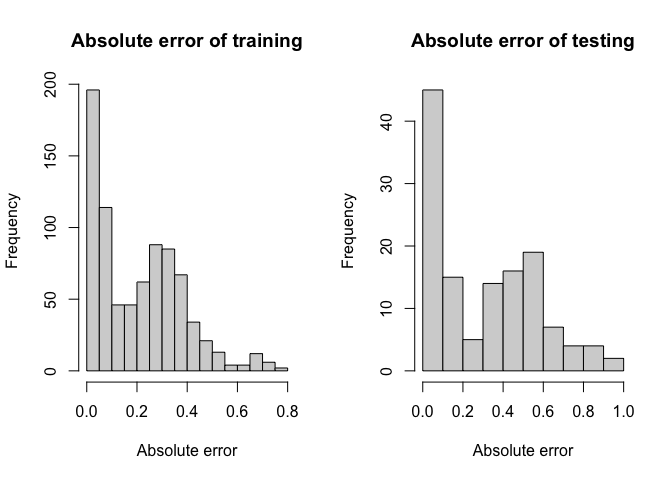 Absolute error of training
Frequency
200
150
100
50
0
0.0 0.2 0.4 0.6 0.8
Absolute error
Absolute error of testing
Frequency
40
30
20
10
0
0.0 0.2 0.4 0.6 0.8 1.0
Absolute error